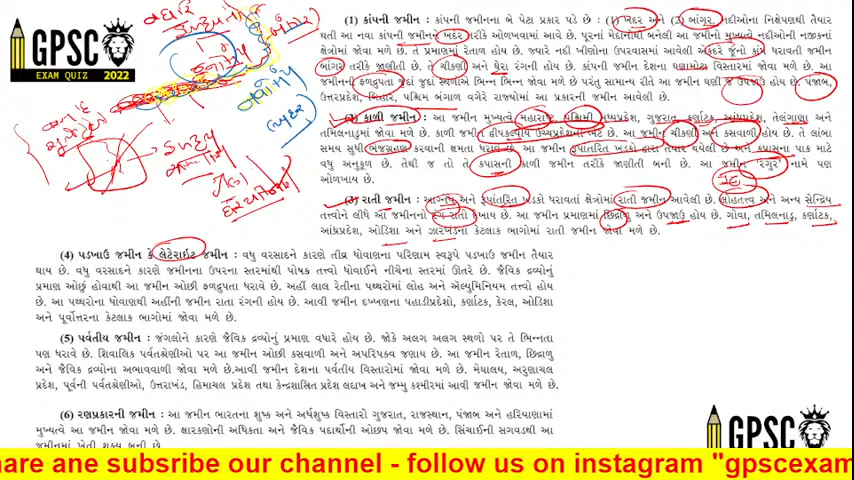 GPSC
EXAM QUIZ 2022
(1) કાંપની જમીન : કાંપની જમીનના બે પેટા પ્રકાર પડે છે : (1) ખદર અને (2) બાંગર. નદીઓના નિક્ષેપણથી તૈયાર
થતી આ નવા કાંપની જમીનને ખદર તરીકે ઓળખવામાં આવે છે. પૂરનાં મેદાનોથી બનેલી આ જમીનો મુખ્યત્વે નદીઓની નજીકનાં
ક્ષેત્રોમાં જોવા મળે છે. તે પ્રમાણમાં રેતાળ હોય છે. જ્યારે નદી ખીણોના ઉપરવાસમાં આવેલી જૂનો કાંપ ધરાવતી જમીન
બાંગર તરીકે જાણીતી છે. તે ચીકણી અને ઘેરા રંગની હોય છે. કાંપની જમીન દેશના ઘણામોટા વિસ્તારમાં જોવા મળે છે. આ
જમીનની ફળદ્રુપતા જુદાં જુદાં સ્થળોએ ભિન્ન ભિન્ન જોવા મળે છે પરંતુ સામાન્ય રીતે આ જમીન ઘણી જ ઉપજાઉ હોય છે. પંજાબ,
ઉત્તરપ્રદેશ, બિહાર, પશ્ચિમ બંગાળ વગેરે રાજ્યોમાં આ પ્રકારની જમીન આવેલી છે.
(2) કાળી જમીન : આ જમીન મુખ્યત્વે મહારાષ્ટ્ર, પશ્ચિમી મધ્યપ્રદેશ, ગુજરાત, કર્ણાટક, આંધ્રપ્રદેશ, તેલંગાણા અને
તમિલનાડુમાં જોવા મળે છે. કાળી જમીન દ્વીપકલ્પીય ઉચ્ચપ્રદેશની ભેટ છે. આ જમીન ચીકણી અને કસવાળી હોય છે. તે લાંબા
સમય સુધી ભેજગ્રહણ કરવાની ક્ષમતા ધરાવે છે. આ જમીન રૂપાંતરિત ખડકો દ્વારા તૈયાર થયેલી છે અને કપાસના પાક માટે
વધુ અનુકૂળ છે. તેથી જ તો તે કપાસની કાળી જમીન તરીકે જાણીતી બની છે. આ જમીન 'રેગુર' નામે પણ
ઓળખાય છે.
(3) રાતી જમીન : આગ્નેય અને રૂપાંતરિત ખડકો ધરાવતાં ક્ષેત્રોમાં રાતી જમીન આવેલી છે. લોહતત્ત્વ અને અન્ય સેન્દ્રિય
તત્ત્વોને લીધે આ જમીનનો રંગ રાતો દેખાય છે. આ જમીન પ્રમાણમાં છિદ્રાળુ અને ઉપજાઉ હોય છે. ગોવા, તમિલનાડુ, કર્ણાટક,
આંધ્રપ્રદેશ, ઓડિશા અને ઝારખંડના કેટલાક ભાગોમાં રાતી જમીન જોવા મળે છે.
(4) પડખાઉ જમીન કે લેટેરાઇટ જમીન : વધુ વરસાદને કારણે તીવ્ર ધોવાણના પરિણામ સ્વરૂપે પડખાઉ જમીન તૈયાર
થાય છે. વધુ વરસાદને કારણે જમીનના ઉપરના સ્તરમાંથી પોષક તત્ત્વો ધોવાઈને નીચેના સ્તરમાં ઊતરે છે. જૈવિક દ્રવ્યોનું
પ્રમાણ ઓછું હોવાથી આ જમીન ઓછી ફળદ્રુપતા ધરાવે છે. અહીં લાલ રેતીના પથ્થરોમાં લોહ અને ઍલ્યુમિનિયમ તત્ત્વો હોય છે.
આ પથ્થરોના ધોવાણથી અહીંની જમીન રાતા રંગની હોય છે. આવી જમીન દખ્ખણના પહાડીપ્રદેશો, કર્ણાટક, કેરલ, ઓડિશા
અને પૂર્વોત્તરના કેટલાક ભાગોમાં જોવા મળે છે.
(5) પર્વતીય જમીન : જંગલોને કારણે જૈવિક દ્રવ્યોનું પ્રમાણ વધારે હોય છે. જોકે અલગ અલગ સ્થળો પર તે ભિન્નતા
પણ ધરાવે છે. શિવાલિક પર્વતશ્રેણીઓ પર આ જમીન ઓછી કસવાળી અને અપરિપક્વ જણાય છે. આ જમીન રેતાળ, છિદ્રાળુ
અને જૈવિક દ્રવ્યોના અભાવવાળી જોવા મળે છે.આવી જમીન દેશના પર્વતીય વિસ્તારોમાં જોવા મળે છે. મેઘાલય, અરુણાચલ
પ્રદેશ, પૂર્વની પર્વતશ્રેણીઓ, ઉત્તરાખંડ, હિમાચલ પ્રદેશ તથા કેન્દ્રશાસિત પ્રદેશ લદ્દાખ અને જમ્મુ કાશ્મીરમાં આવી જમીન જોવા મળે છે.
(6) રણપ્રકારની જમીન : આ જમીન ભારતના શુષ્ક અને અર્ધશુષ્ક વિસ્તારો ગુજરાત, રાજસ્થાન, પંજાબ અને હરિયાણામાં
મુખ્યત્વે આ જમીન જોવા મળે છે. ક્ષારકણોની અધિકતા અને જૈવિક પદાર્થોની ઓછપ જોવા મળે છે. સિંચાઈની સગવડથી આ
જમીનમાં ખેતી શક્ય બની છે.
GPSC
hare ane subsribe our channel - follow us on instagram "gpscexam